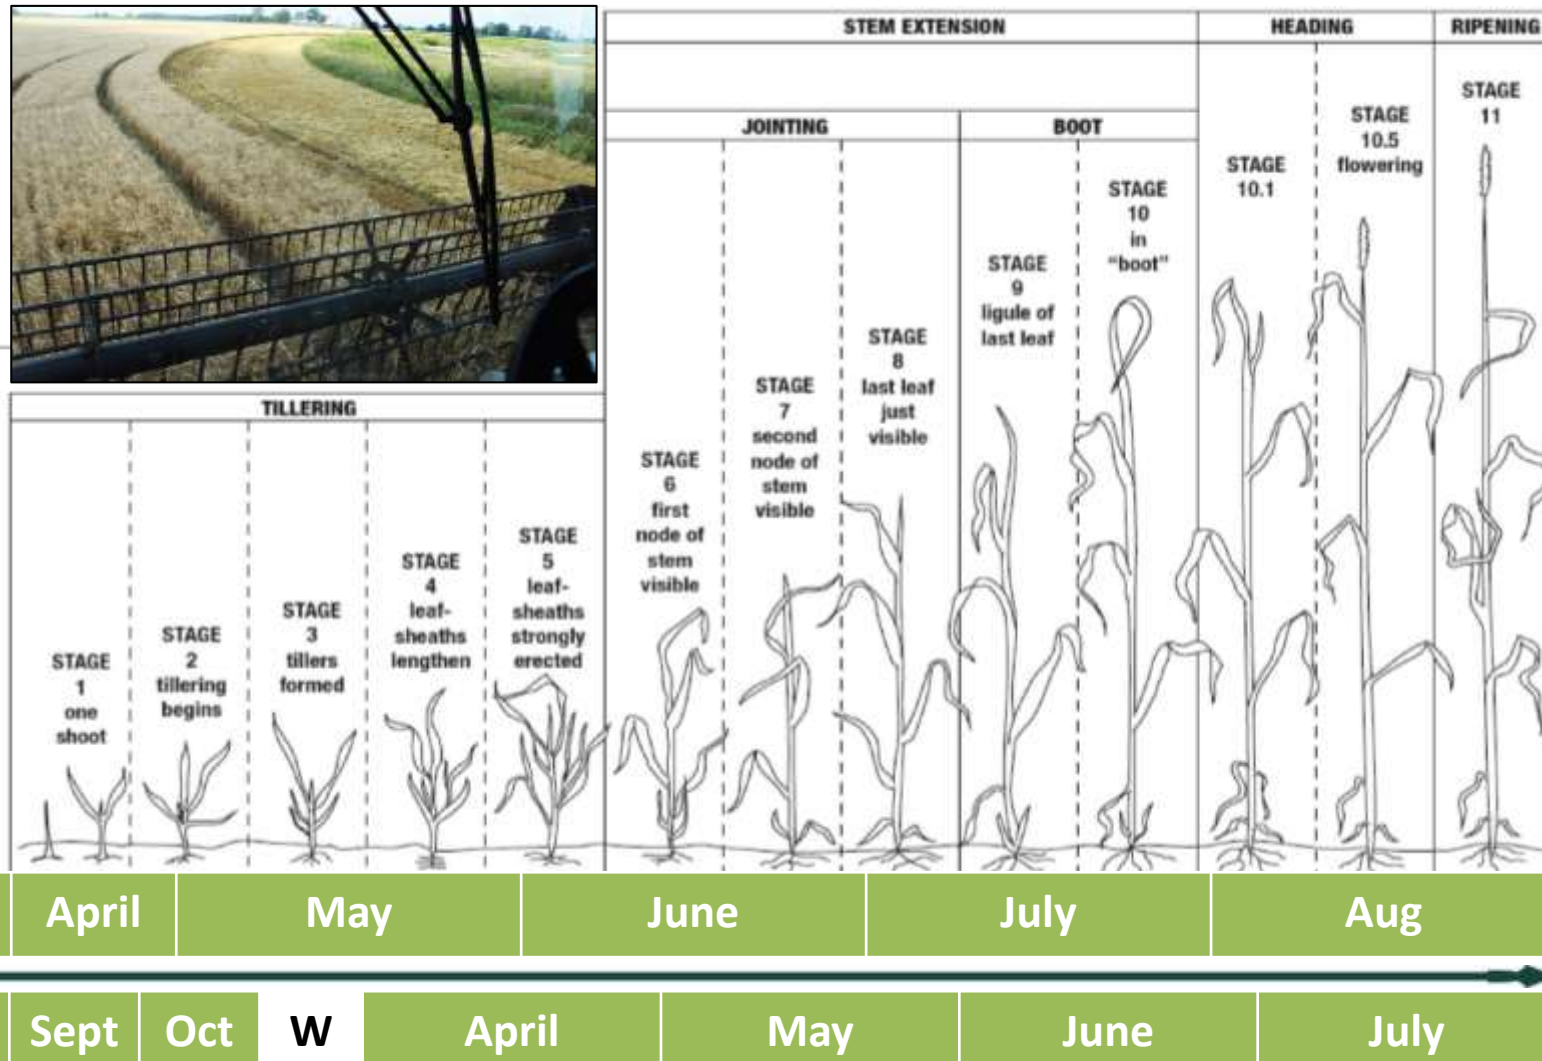 STEM EXTENSION
HEADING
RIPENING
JOINTING
BOOT
TILLERING
STAGE
1
one
shoot
STAGE
2
tillering
begins
STAGE
3
tillers
formed
STAGE
4
leaf-
sheaths
lengthen
STAGE
5
leaf-
sheaths
strongly
erected
STAGE
6
first
node of
stem
visible
STAGE
7
second
node of
stem
visible
STAGE
8
last leaf
just
visible
STAGE
9
ligule of
last leaf
STAGE
10
in
"boot"
STAGE
10.1
STAGE
10.5
flowering
STAGE
11
April
May
June
July
Aug
Sept
Oct
W
April
May
June
July